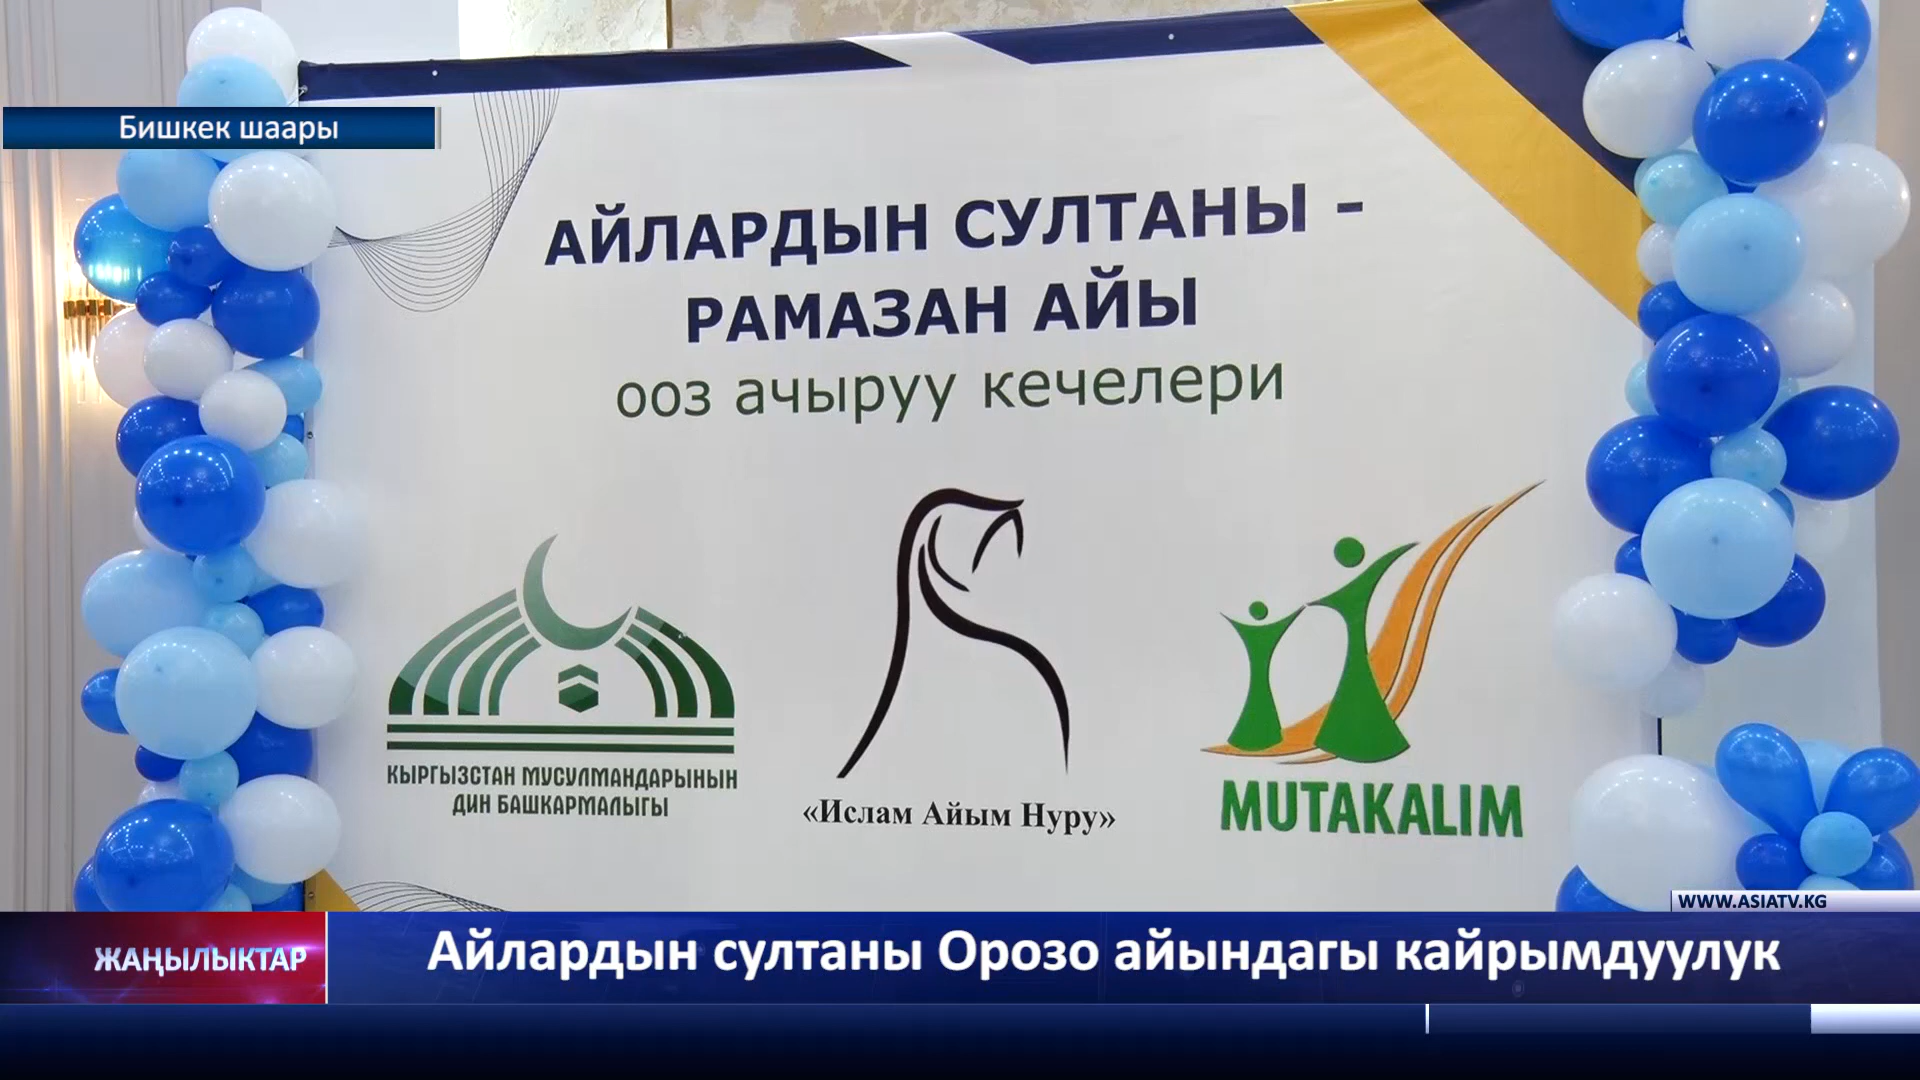 Бишкек шаары
АЙЛАРДЫН СУЛТАНЫ –
РАМАЗАН АЙЫ
ооз ачыруу кечелери
КЫРГЫЗСТАН МУСУЛМАНДАРЫНЫН
ДИН БАШКАРМАЛЫГЫ
«Ислам Айым Нуру»
MUTAKALIM
WWW.ASIATV.KG
ЖАҢЫЛЫКТАР
Айлардын султаны Орозо айындагы кайрымдуулук